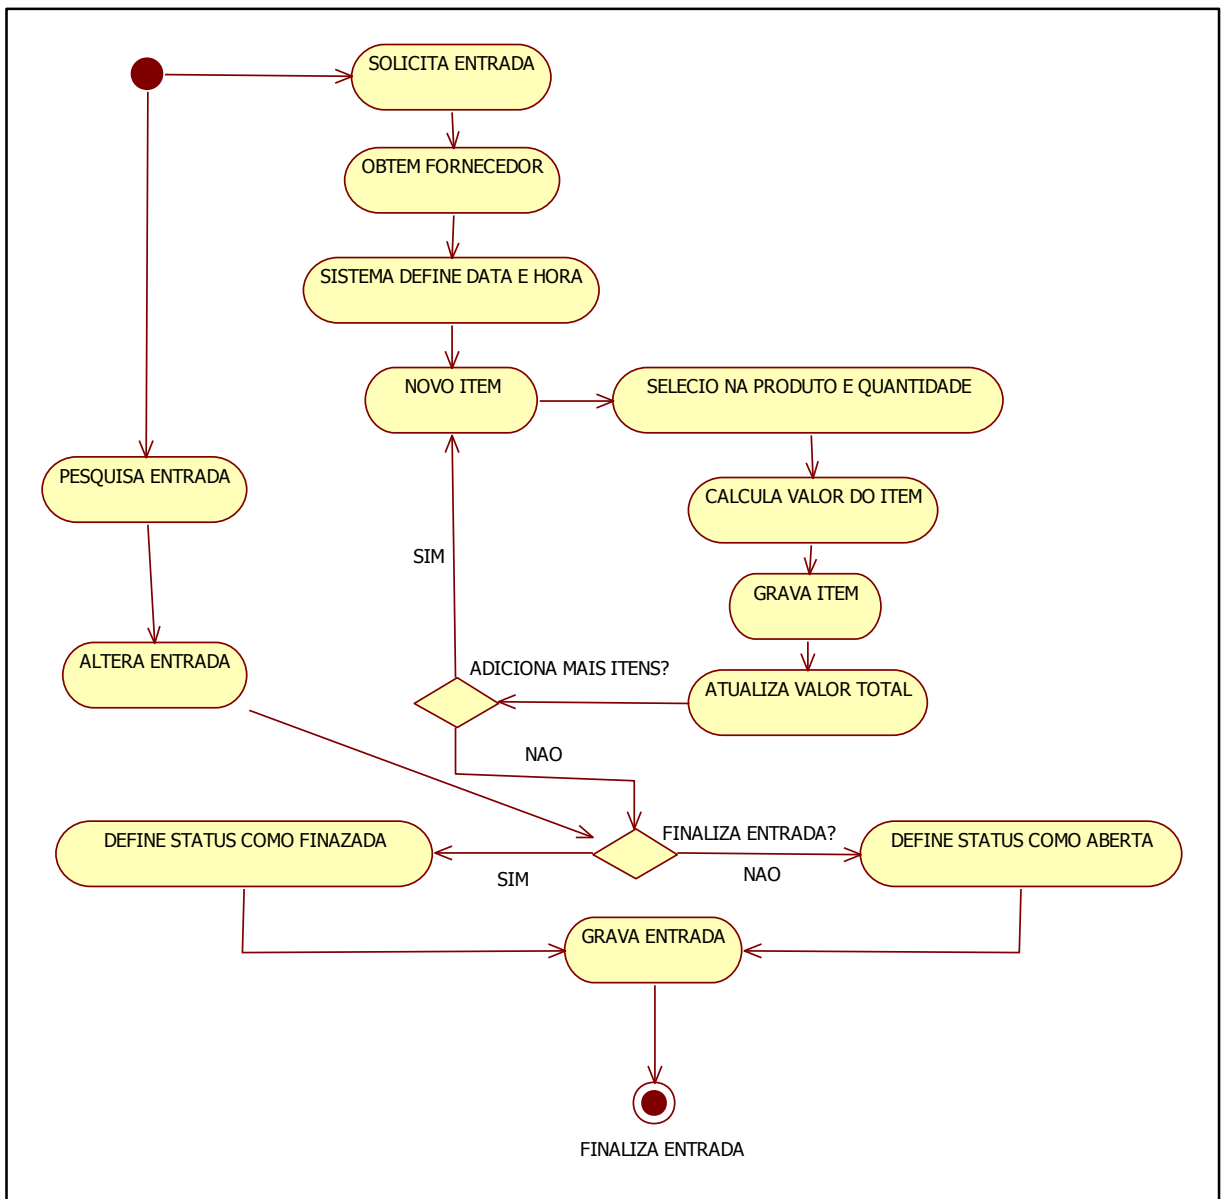 SOLICITA ENTRADA
OBTEM FORNECEDOR
SISTEMA DEFINE DATA E HORA
NOVO ITEM
SELECIO NA PRODUTO E QUANTIDADE
PESQUISA ENTRADA
CALCULA VALOR DO ITEM
SIM
GRAVA ITEM
ALTERA ENTRADA
ADICIONA MAIS ITENS?
ATUALIZA VALOR TOTAL
NAO
DEFINE STATUS COMO FINAZADA
FINALIZA ENTRADA?
DEFINE STATUS COMO ABERTA
SIM
NAO
GRAVA ENTRADA
FINALIZA ENTRADA